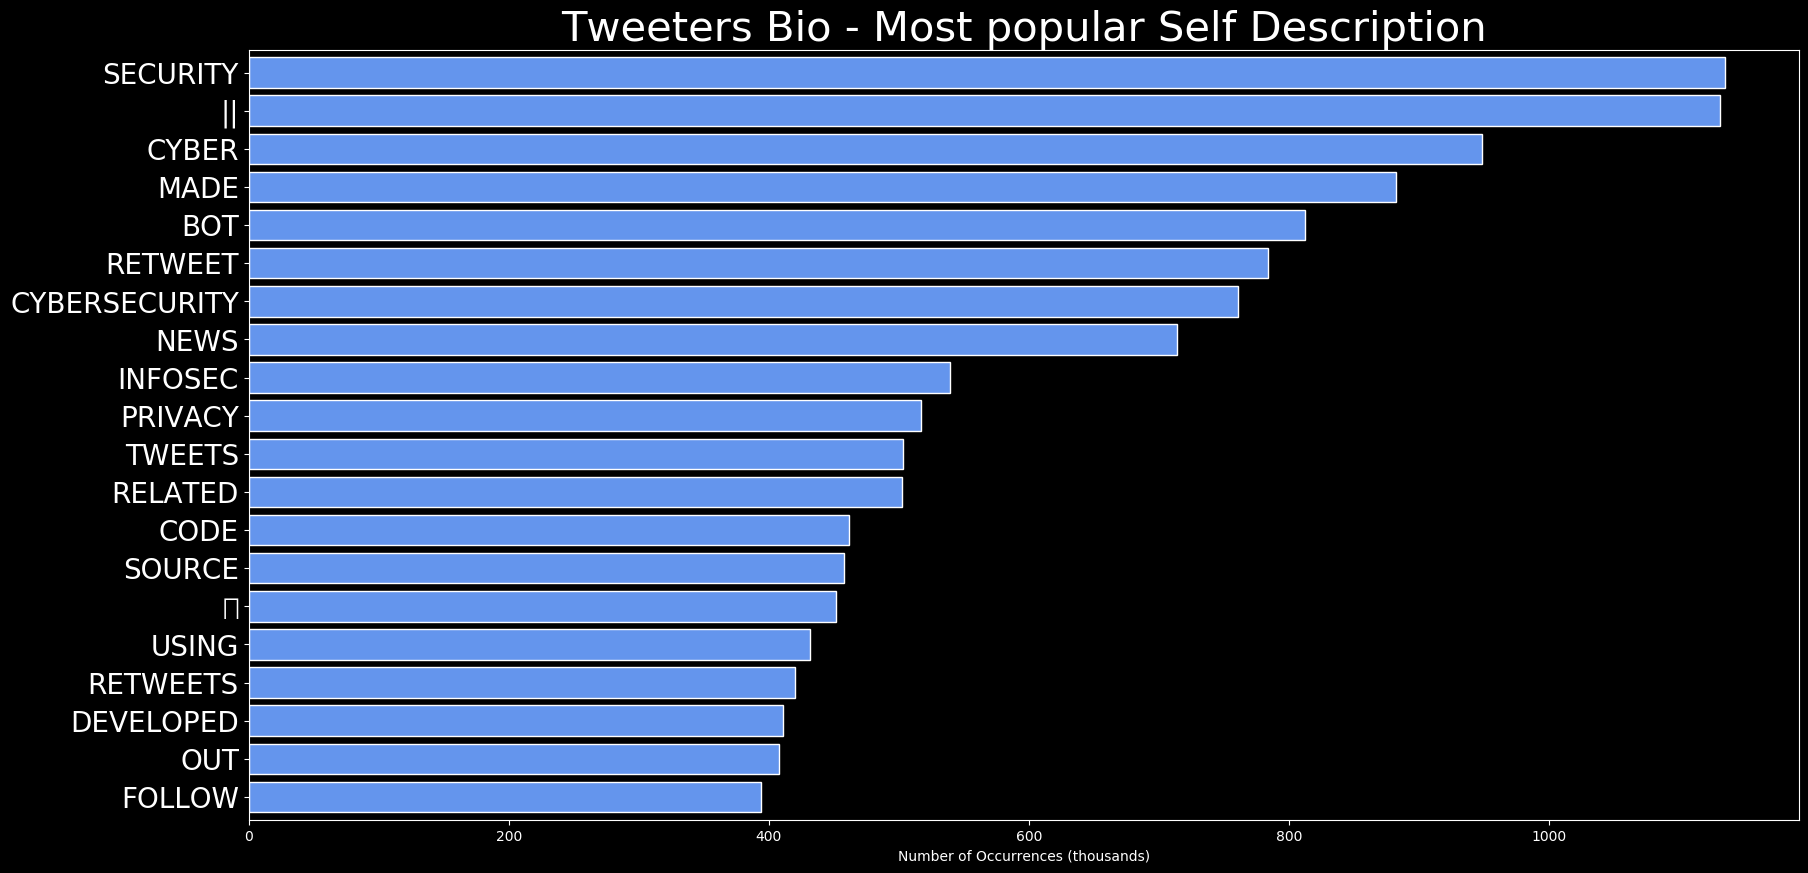 Tweeters Bio - Most popular Self Description
SECURITY
||
CYBER
MADE
BOT
RETWEET
CYBERSECURITY
NEWS
INFOSEC
PRIVACY
TWEETS
RELATED
CODE
SOURCE
USING
RETWEETS
DEVELOPED
OUT
FOLLOW
0 200 400 600 800 1000
Number of Occurrences (thousands)